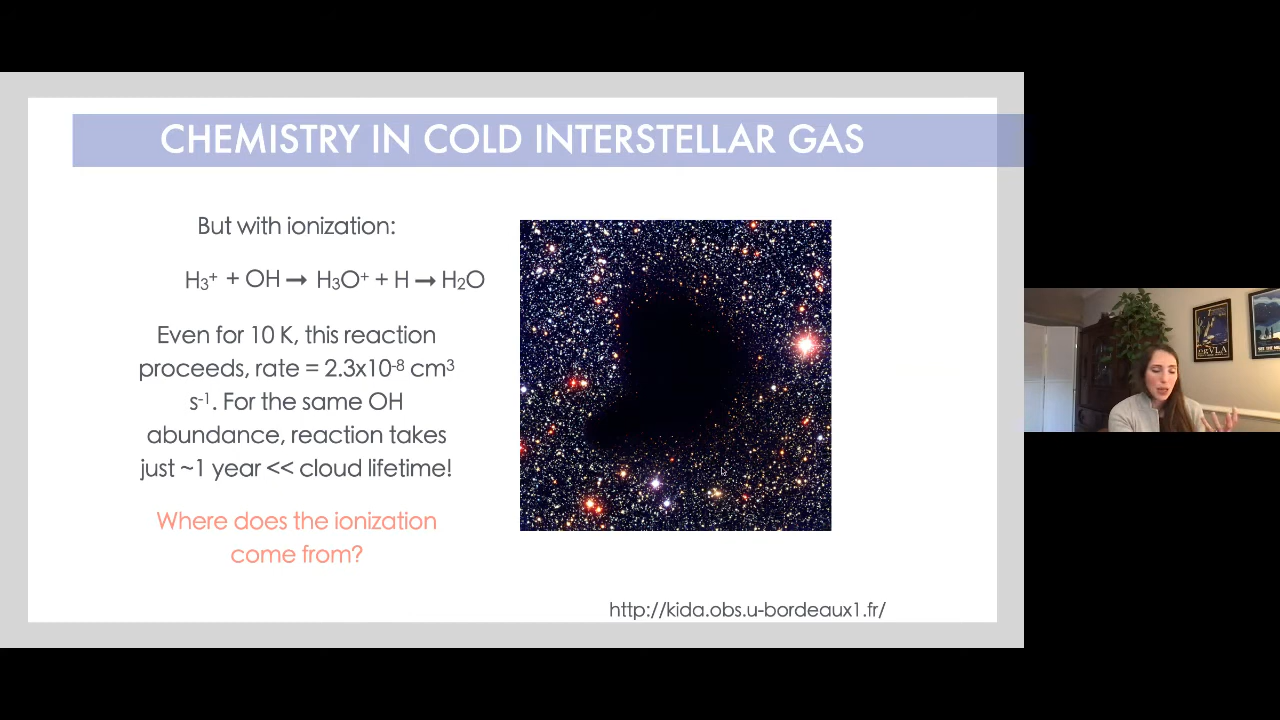 CHEMISTRY IN COLD INTERSTELLAR GAS
But with ionization:
H₃⁺ + OH → H₃O⁺ + H → H₂O
Even for 10 K, this reaction
proceeds, rate = 2.3x10⁻⁸ cm³
s⁻¹. For the same OH
abundance, reaction takes
just ~1 year << cloud lifetime!
Where does the ionization
come from?
http://kida.obs.u-bordeaux1.fr/